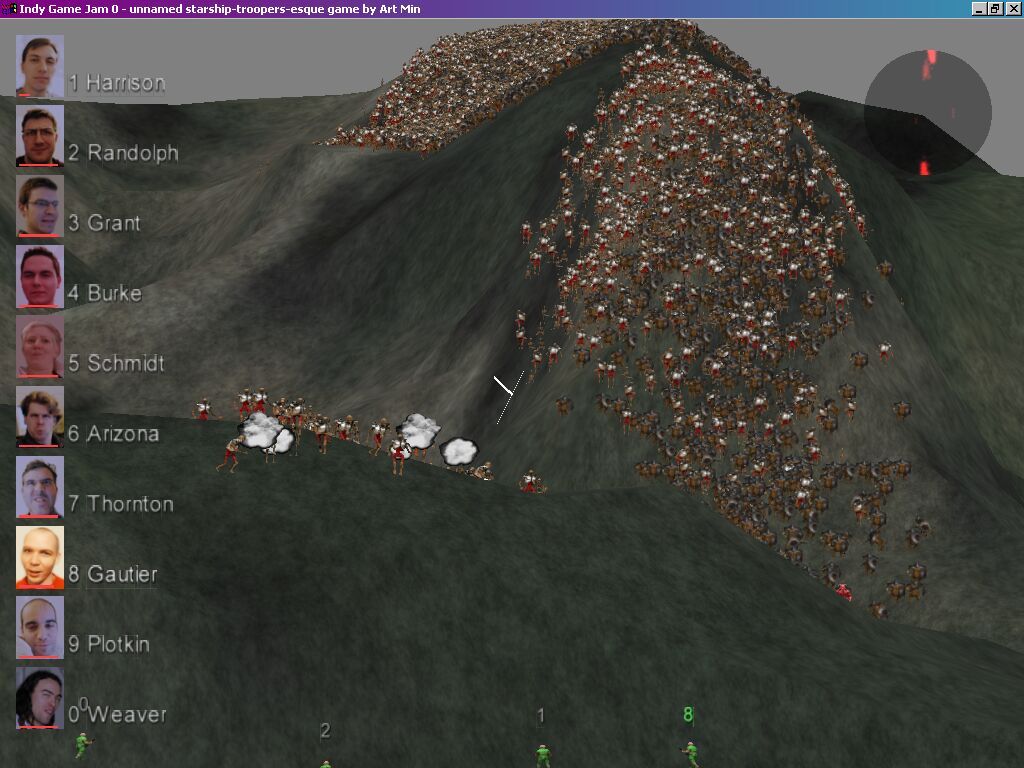 Indy Game Jam 0 - unnamed starship-troopers-esque game by Art Min
1 Harrison
2 Randolph
3 Grant
4 Burke
5 Schmidt
6 Arizona
7 Thornton
8 Gautier
9 Plotkin
0 Weaver
0
2
1
8